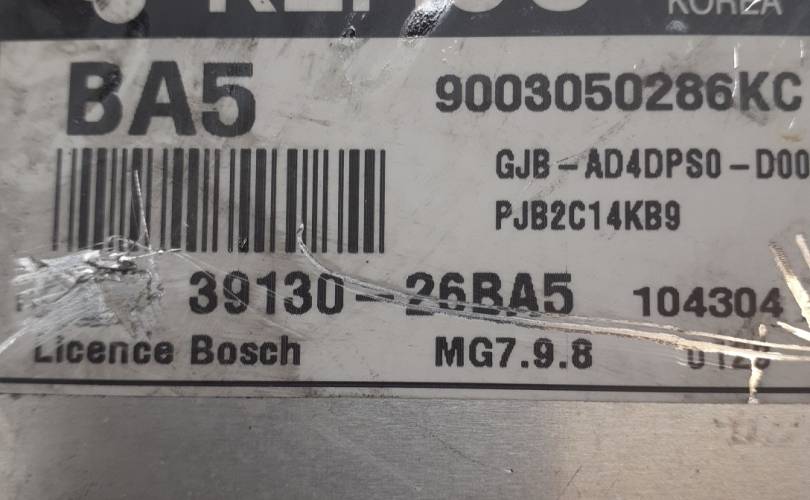 KOREA
BA5
9003050286KC
GJB-AD4DPS0-D00
PJB2C14KB9
39130-26BA5 104304
Licence Bosch MG7.9.8